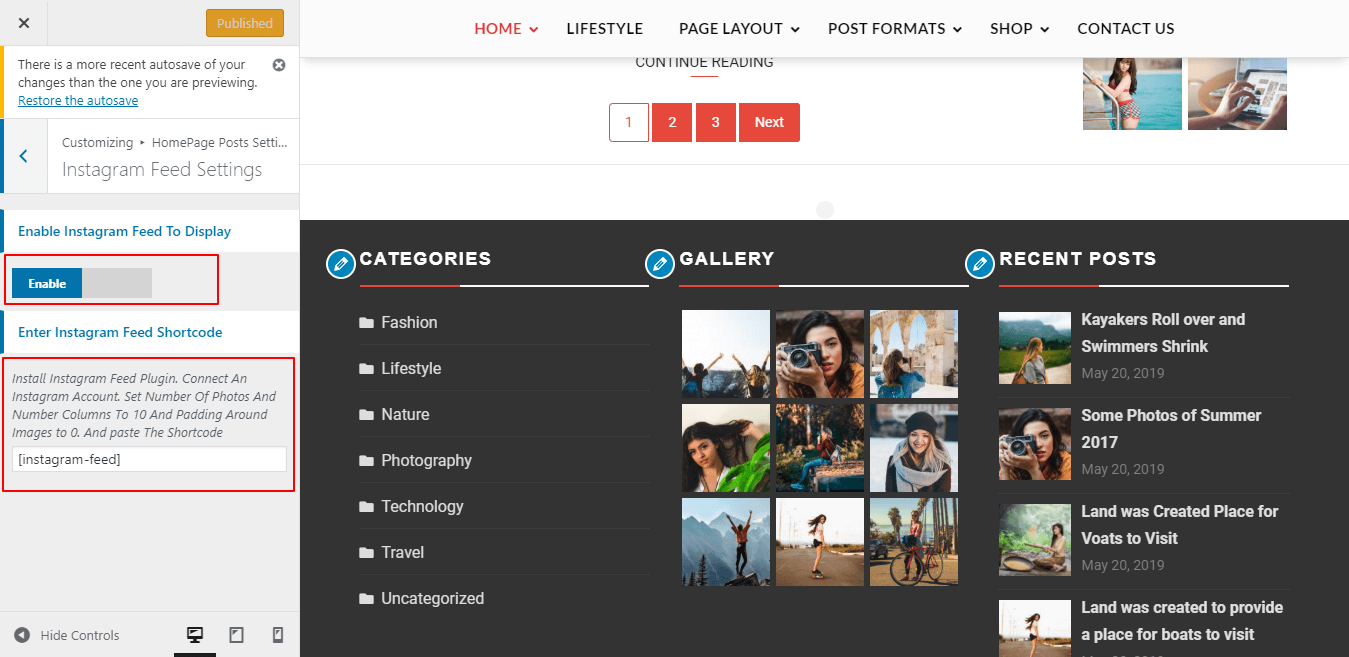 Published
There is a more recent autosave of your
changes than the one you are previewing.
Restore the autosave
Customizing ‣ HomePage Posts Setti...
Instagram Feed Settings
Enable Instagram Feed To Display
Enable
Enter Instagram Feed Shortcode
Install Instagram Feed Plugin. Connect An
Instagram Account. Set Number Of Photos And
Number Columns To 10 And Padding Around
Images to 0. And paste The Shortcode
[instagram-feed]
Hide Controls
HOME LIFESTYLE PAGE LAYOUT POST FORMATS SHOP CONTACT US
CONTINUE READING
1 2 3 Next
CATEGORIES
Fashion
Lifestyle
Nature
Photography
Technology
Travel
Uncategorized
GALLERY
RECENT POSTS
Kayakers Roll over and
Swimmers Shrink
May 20, 2019
Some Photos of Summer
2017
May 20, 2019
Land was Created Place for
Voats to Visit
May 20, 2019
Land was created to provide
a place for boats to visit